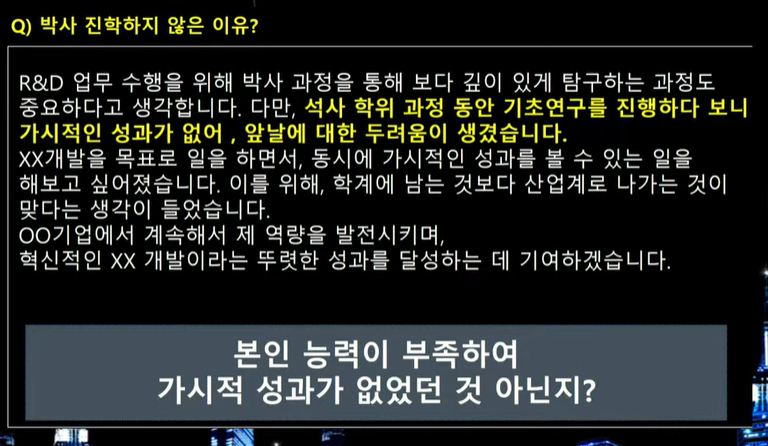 Q) 박사 진학하지 않은 이유?
R&D 업무 수행을 위해 박사 과정을 통해 보다 깊이 있게 탐구하는 과정도
중요하다고 생각합니다. 다만, 석사 학위 과정 동안 기초연구를 진행하다 보니
가시적인 성과가 없어 , 앞날에 대한 두려움이 생겼습니다.
XX개발을 목표로 일을 하면서, 동시에 가시적인 성과를 볼 수 있는 일을
해보고 싶어졌습니다. 이를 위해, 학계에 남는 것보다 산업계로 나가는 것이
맞다는 생각이 들었습니다.
OO기업에서 계속해서 제 역량을 발전시키며,
혁신적인 XX 개발이라는 뚜렷한 성과를 달성하는 데 기여하겠습니다.
본인 능력이 부족하여
가시적 성과가 없었던 것 아닌지?